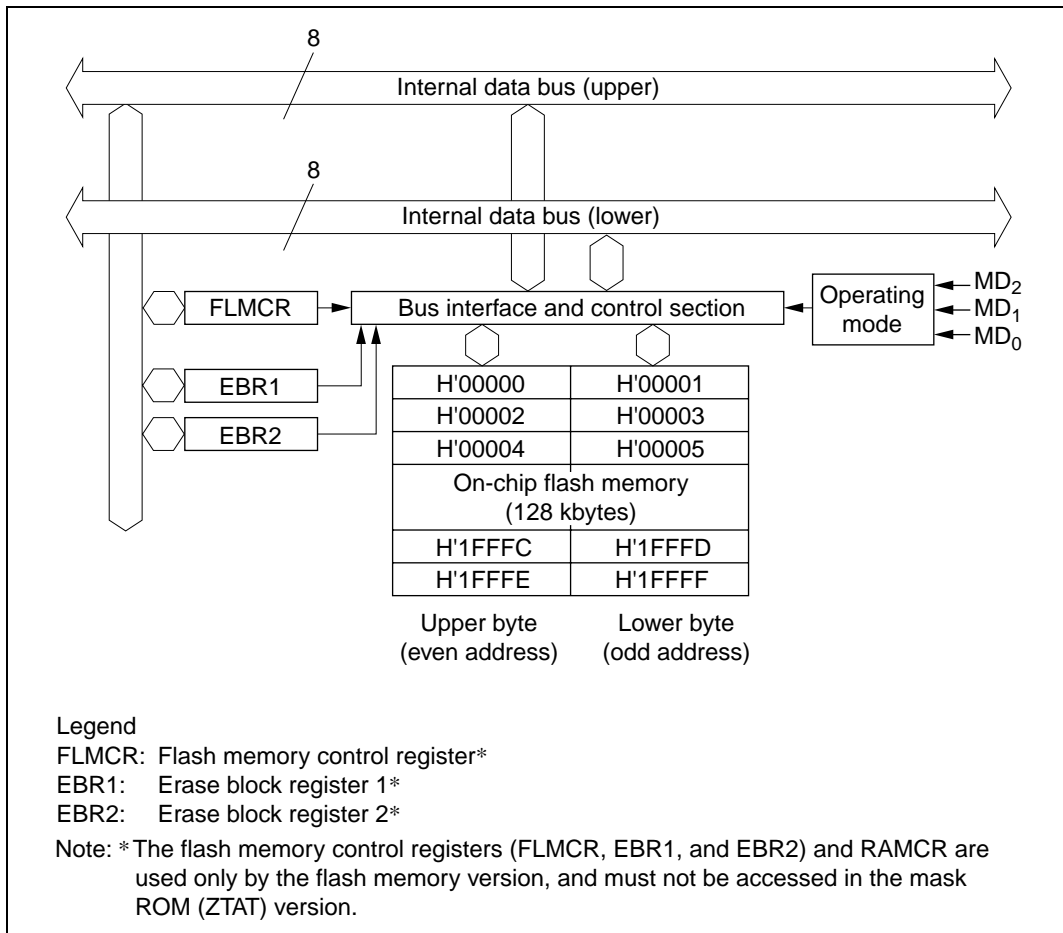 8
Internal data bus (upper)
8
Internal data bus (lower)
FLMCR
Bus interface and control section
Operating
mode
MD2
MD1
MD0
EBR1
EBR2
H'00000 H'00001
H'00002 H'00003
H'00004 H'00005
On-chip flash memory
(128 kbytes)
H'1FFFC H'1FFFD
H'1FFFE H'1FFFF
Upper byte
(even address)
Lower byte
(odd address)
Legend
FLMCR: Flash memory control register*
EBR1: Erase block register 1*
EBR2: Erase block register 2*
Note: * The flash memory control registers (FLMCR, EBR1, and EBR2) and RAMCR are
used only by the flash memory version, and must not be accessed in the mask
ROM (ZTAT) version.